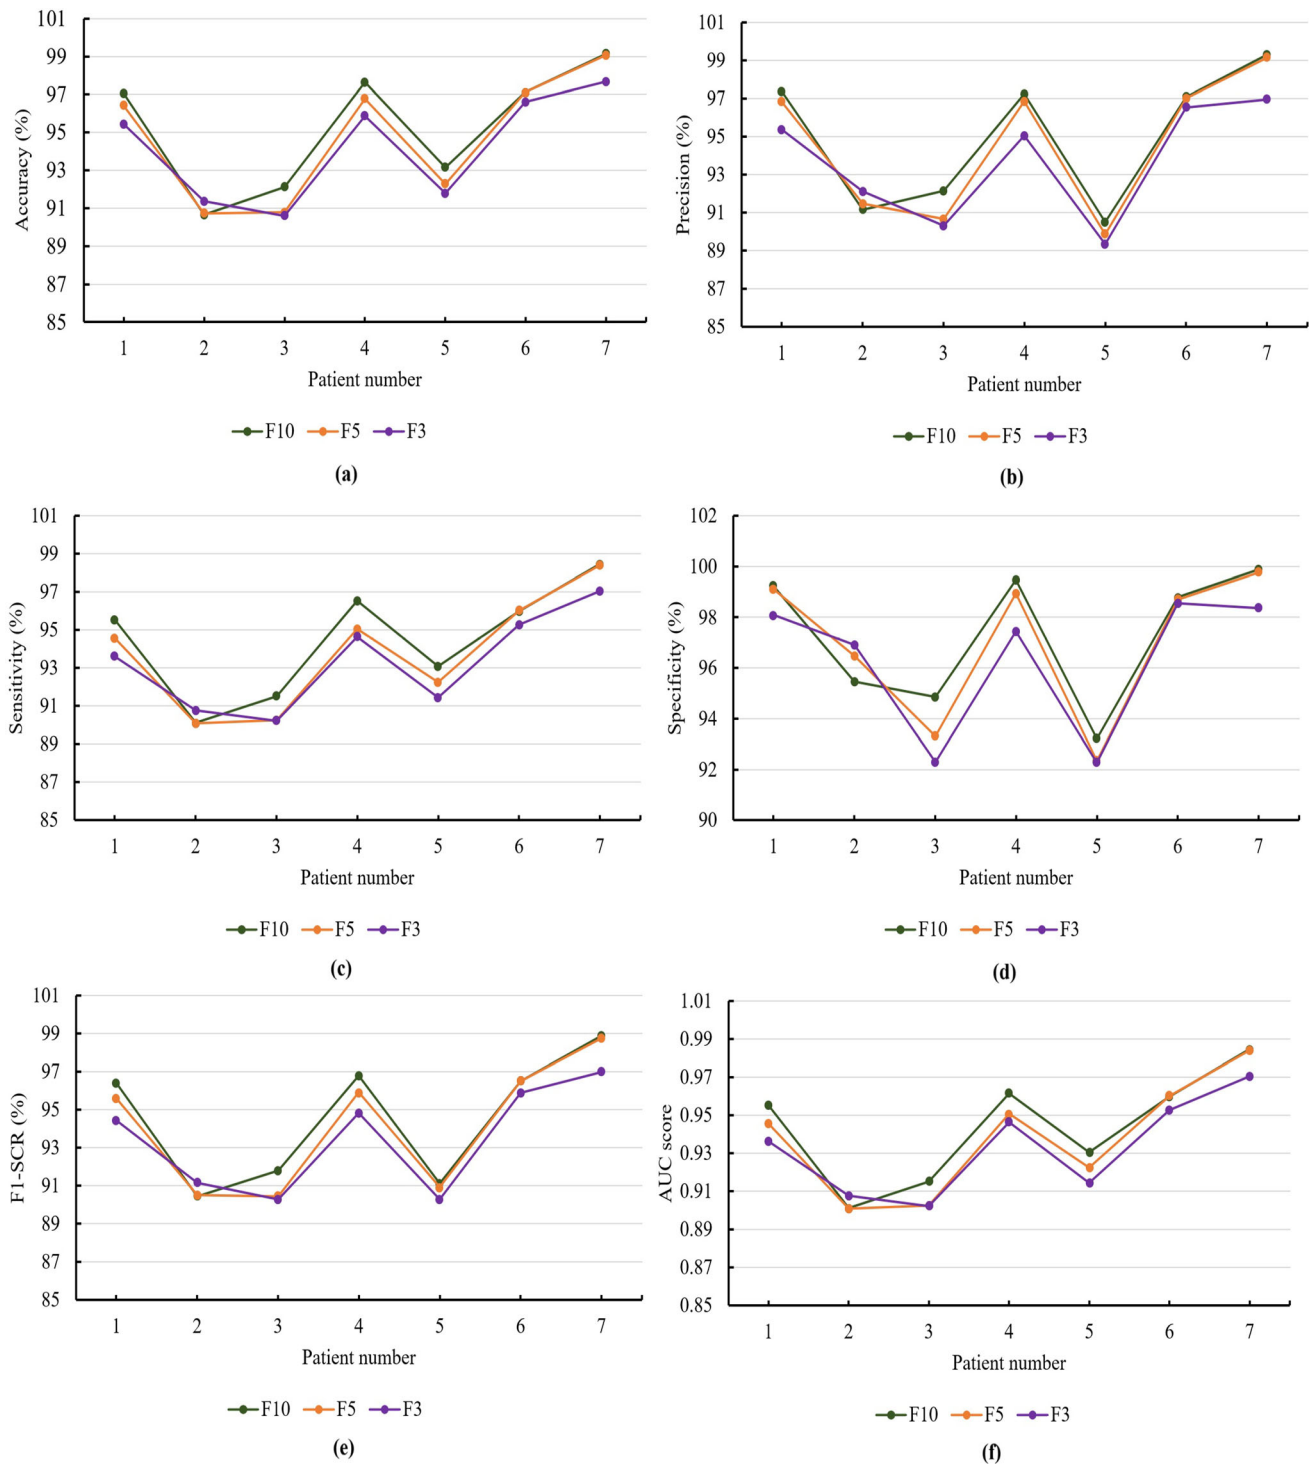 101
99
97
95
93
91
89
87
85
Accuracy (%)
1 2 3 4 5 6 7
Patient number
F10 F5 F3
(a)
101
99
97
95
93
91
89
87
85
Precision (%)
1 2 3 4 5 6 7
Patient number
F10 F5 F3
(b)
101
99
97
95
93
91
89
87
85
Sensitivity (%)
1 2 3 4 5 6 7
Patient number
F10 F5 F3
(c)
102
100
98
96
94
92
90
Specificity (%)
1 2 3 4 5 6 7
Patient number
F10 F5 F3
(d)
101
99
97
95
93
91
89
87
85
F1-SCR (%)
1 2 3 4 5 6 7
Patient number
F10 F5 F3
(e)
1.01
0.99
0.97
0.95
0.93
0.91
0.89
0.87
0.85
AUC score
1 2 3 4 5 6 7
Patient number
F10 F5 F3
(f)